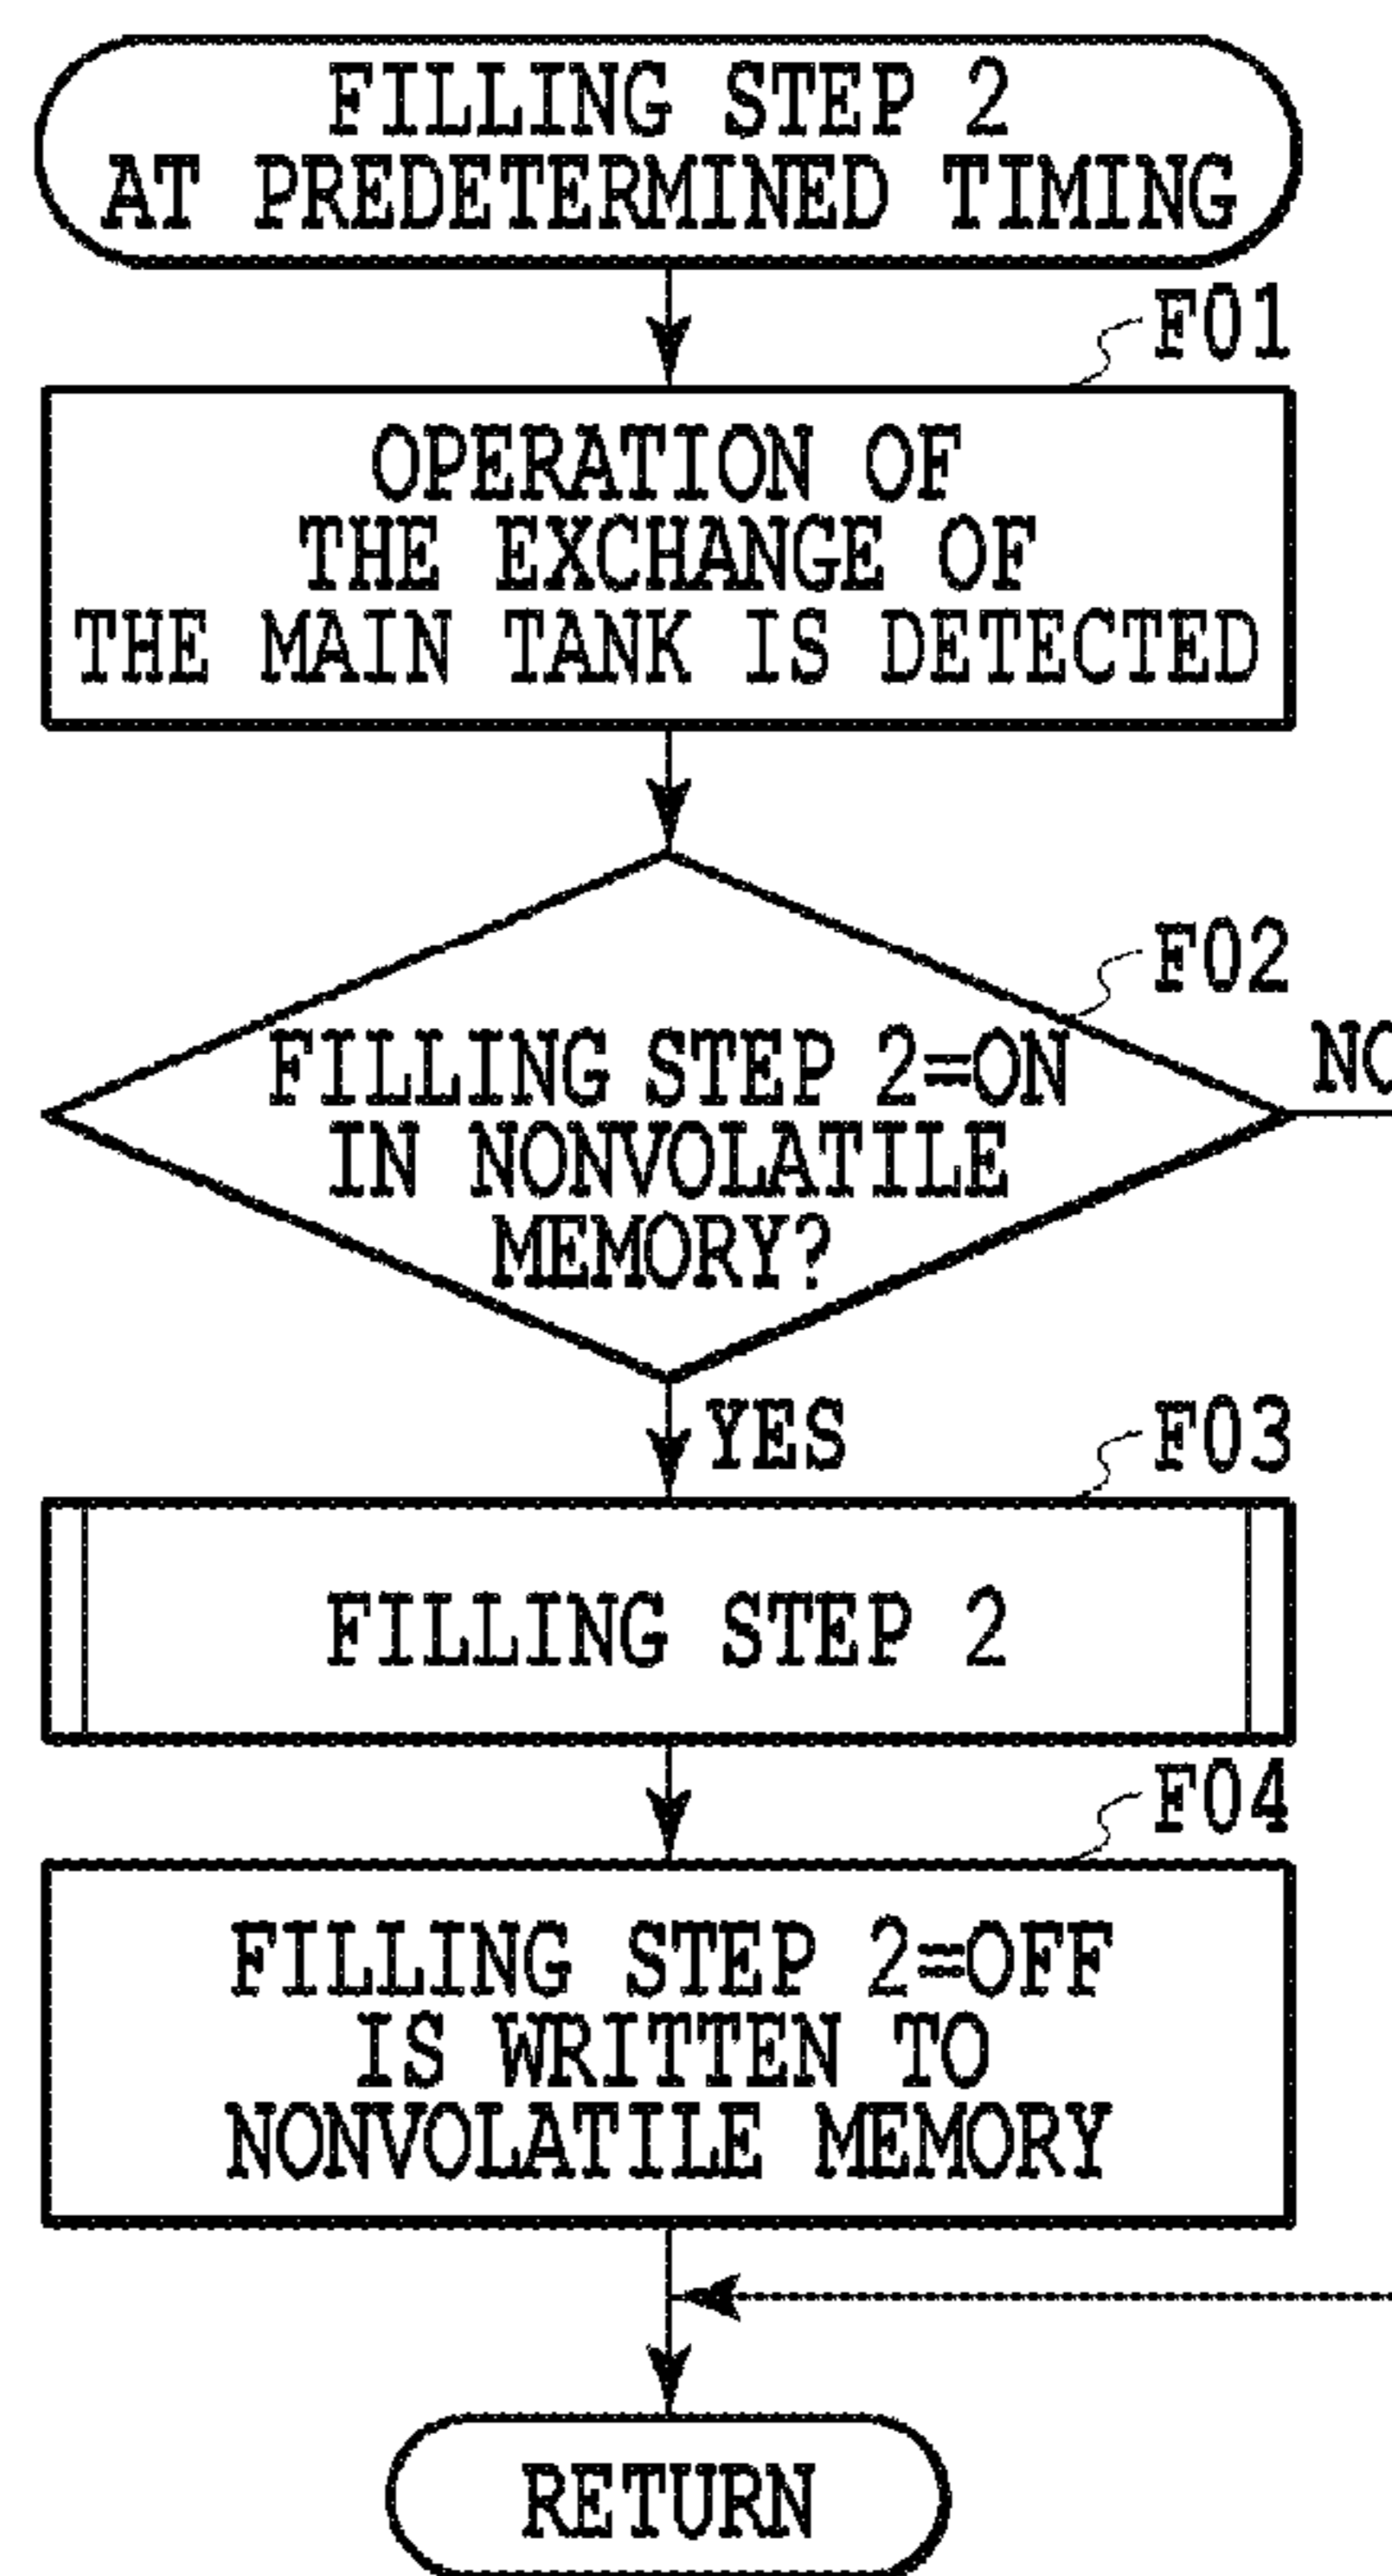 FILLING STEP 2
AT PREDETERMINED TIMING
F01
OPERATION OF
THE EXCHANGE OF
THE MAIN TANK IS DETECTED
F02
FILLING STEP 2=ON
IN NONVOLATILE
MEMORY?
NO
YES
F03
FILLING STEP 2
F04
FILLING STEP 2=OFF
IS WRITTEN TO
NONVOLATILE MEMORY
RETURN